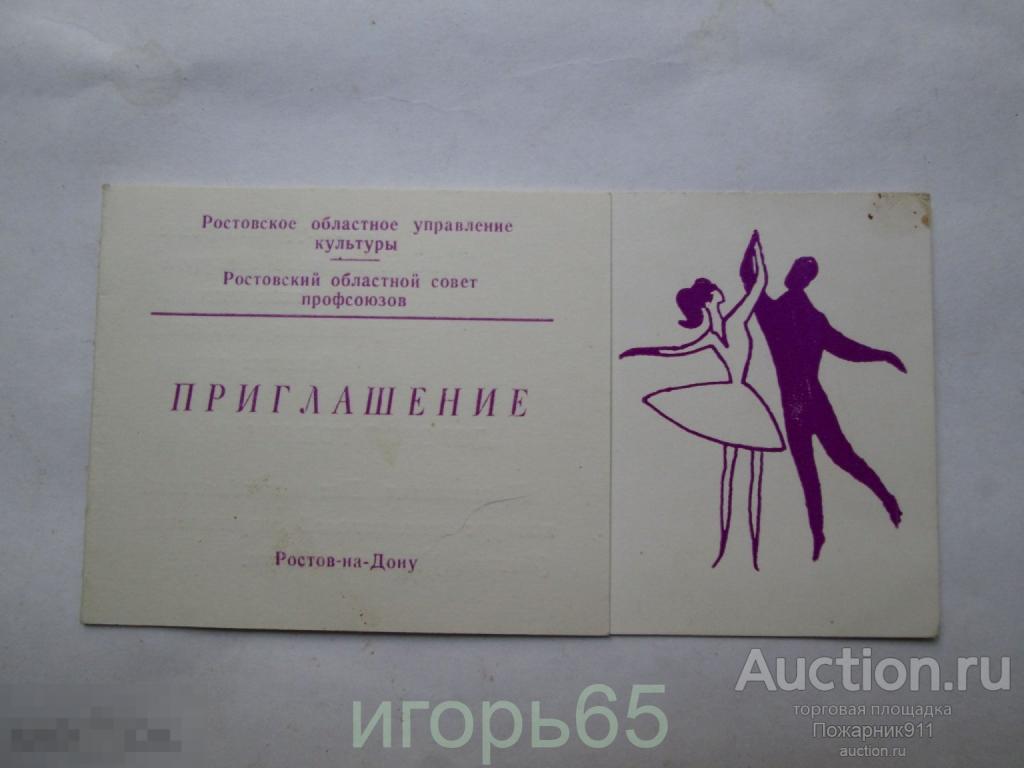 Ростовское областное управление
культуры
Ростовский областной совет
профсоюзов
ПРИГЛАШЕНИЕ
Ростов-на-Дону
Auction.ru
торговая площадка
Пожарник911
auction.ru
игорь65